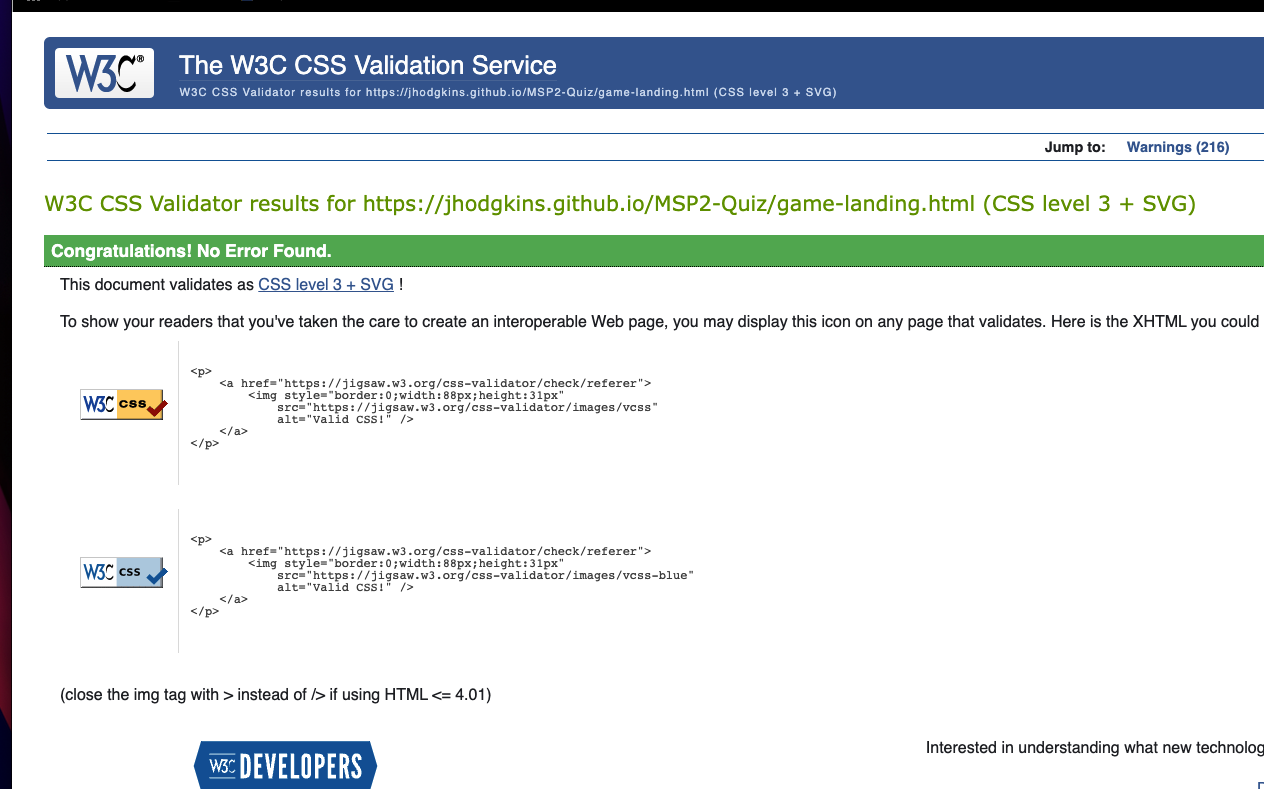 W3C®
The W3C CSS Validation Service
W3C CSS Validator results for https://jhodgkins.github.io/MSP2-Quiz/game-landing.html (CSS level 3 + SVG)
Jump to: Warnings (216)
W3C CSS Validator results for https://jhodgkins.github.io/MSP2-Quiz/game-landing.html (CSS level 3 + SVG)
Congratulations! No Error Found.
This document validates as CSS level 3 + SVG !
To show your readers that you've taken the care to create an interoperable Web page, you may display this icon on any page that validates. Here is the XHTML you could
W3C css
<p>
<a href="https://jigsaw.w3.org/css-validator/check/referer">
<img style="border:0;width:88px;height:31px"
src="https://jigsaw.w3.org/css-validator/images/vcss"
alt="Valid CSS!" />
</a>
</p>
W3C css
<p>
<a href="https://jigsaw.w3.org/css-validator/check/referer">
<img style="border:0;width:88px;height:31px"
src="https://jigsaw.w3.org/css-validator/images/vcss-blue"
alt="Valid CSS!" />
</a>
</p>
(close the img tag with > instead of /> if using HTML <= 4.01)
W3C DEVELOPERS
Interested in understanding what new technolog